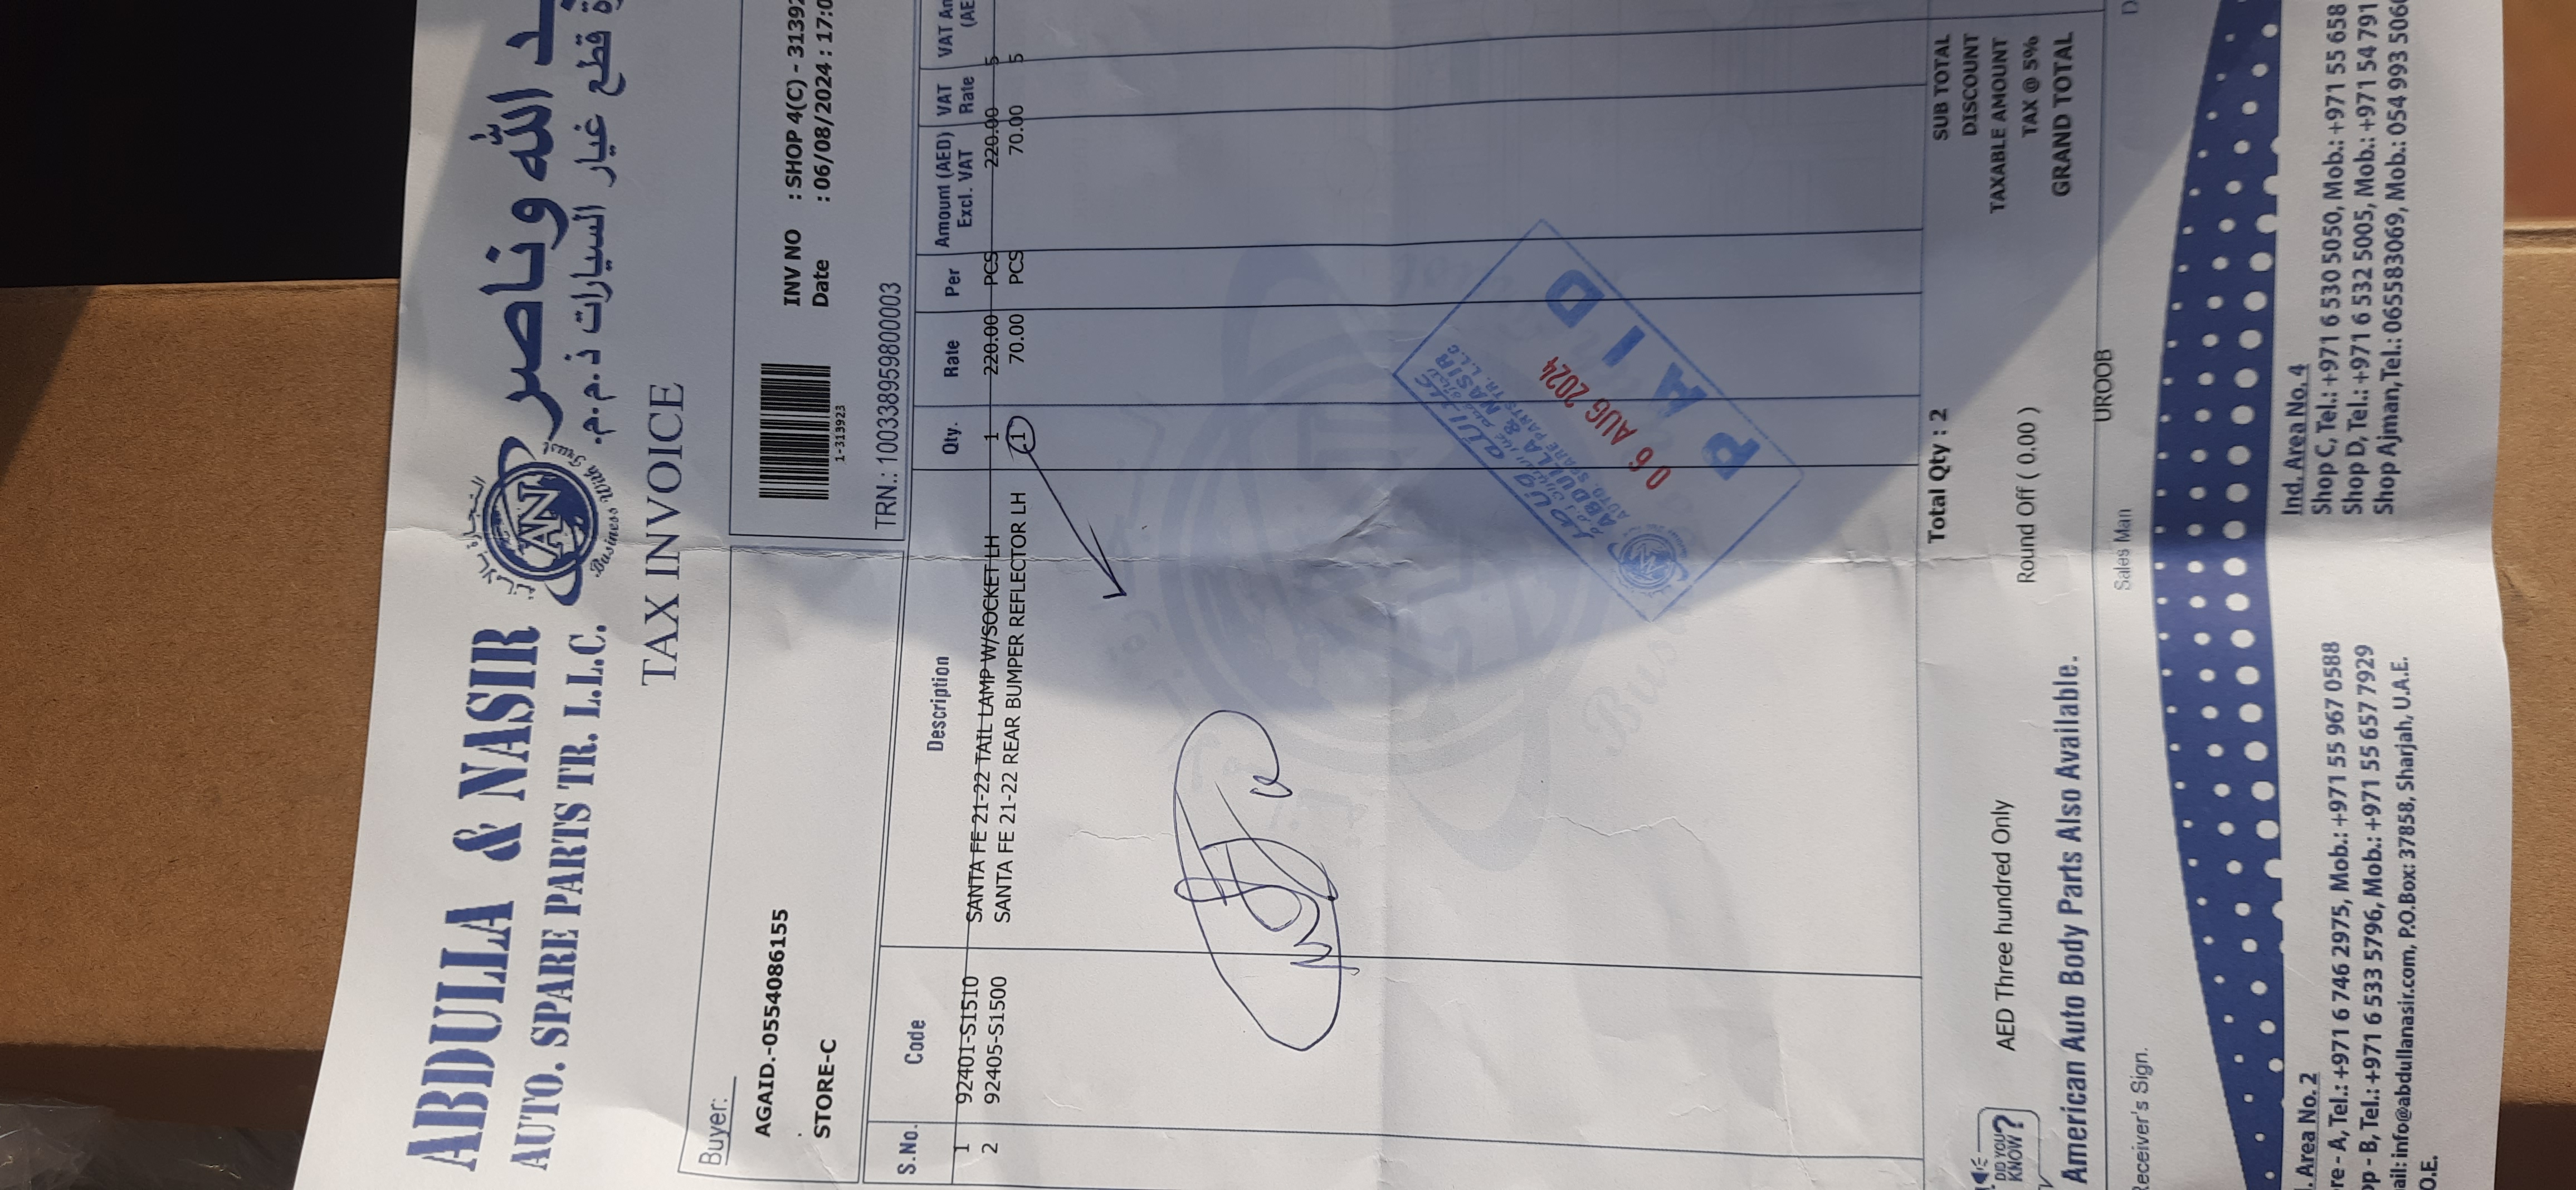 ABDULLA & NASIR
AUTO. SPARE PARTS TR. L.L.C.
ـد الله وناصر
قطع غيار السيارات ذ.م.م.
AN
Business With Trust
TAX INVOICE
Buyer:
AGAID.-0554086155
STORE-C
1-313923
INV NO : SHOP 4(C) - 31392
Date : 06/08/2024 : 17:0
TRN.: 100338959800003
S.No. Code Description Qty. Rate Per Amount (AED) Excl. VAT VAT Rate VAT Am (AE
1 92401-S1510 SANTA FE 21-22 TAIL LAMP W/SOCKET LH 1 220.00 PCS 220.00 5
2 92405-S1500 SANTA FE 21-22 REAR BUMPER REFLECTOR LH 1 70.00 PCS 70.00 5
ABDULLA & NASIR
AUTO. SPARE PARTS TR. L.L.C
06 AUG 2024
PAID
Total Qty : 2
SUB TOTAL
DISCOUNT
AED Three hundred Only
TAXABLE AMOUNT
Round Off ( 0.00 )
TAX @ 5%
GRAND TOTAL
DID YOU KNOW?
American Auto Body Parts Also Available.
UROOB
Receiver's Sign.
Sales Man
. Area No. 2
re - A, Tel.: +971 6 746 2975, Mob.: +971 55 967 0588
op - B, Tel.: +971 6 533 5796, Mob.: +971 55 657 7929
ail: info@abdullanasir.com, P.O.Box: 37858, Sharjah, U.A.E.
O.E.
Ind. Area No. 4
Shop C, Tel.: +971 6 530 5050, Mob.: +971 55 658
Shop D, Tel.: +971 6 532 5005, Mob.: +971 54 791
Shop Ajman, Tel.: 065583069, Mob.: 054 993 506